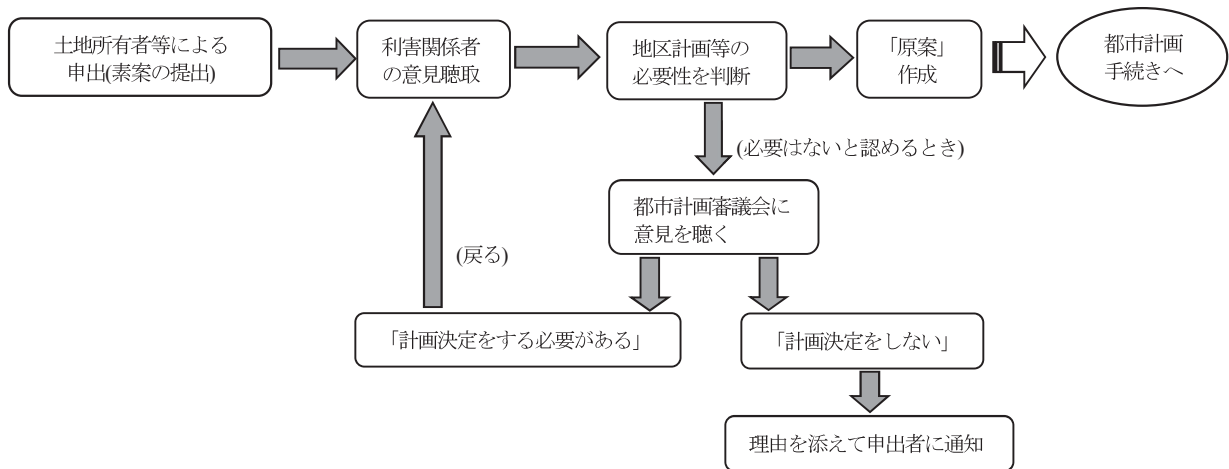 土地所有者等による
申出(素案の提出)
利害関係者
の意見聴取
地区計画等の
必要性を判断
「原案」
作成
都市計画
手続きへ
(必要はないと認めるとき)
都市計画審議会に
意見を聴く
(戻る)
「計画決定をする必要がある」
「計画決定をしない」
理由を添えて申出者に通知